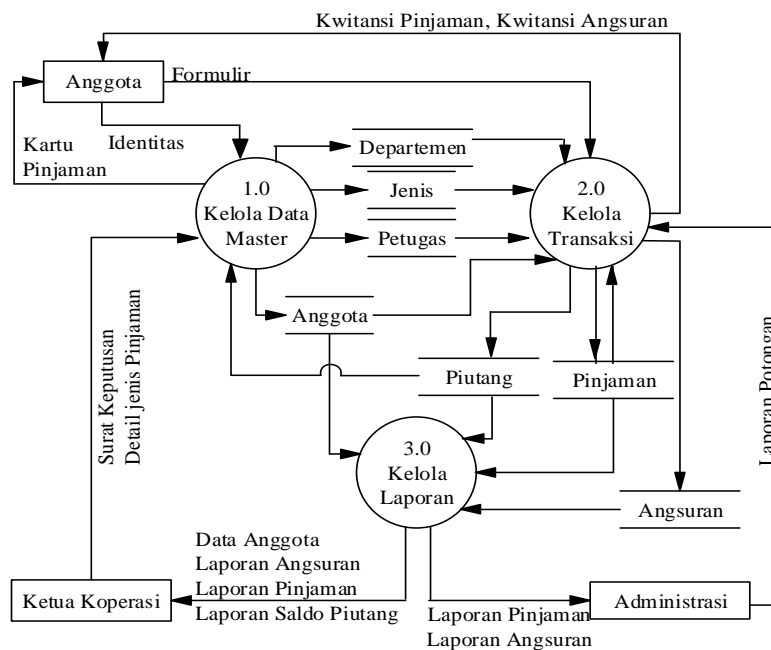 Kwitansi Pinjaman, Kwitansi Angsuran
Anggota
Formulir
Kartu
Pinjaman
Identitas
Departemen
1.0
Kelola Data
Master
Jenis
Petugas
2.0
Kelola
Transaksi
Anggota
Piutang
Pinjaman
Surat Keputusan
Detail jenis Pinjaman
Laporan Potongan
3.0
Kelola
Laporan
Angsuran
Data Anggota
Laporan Angsuran
Laporan Pinjaman
Laporan Saldo Piutang
Ketua Koperasi
Laporan Pinjaman
Laporan Angsuran
Administrasi